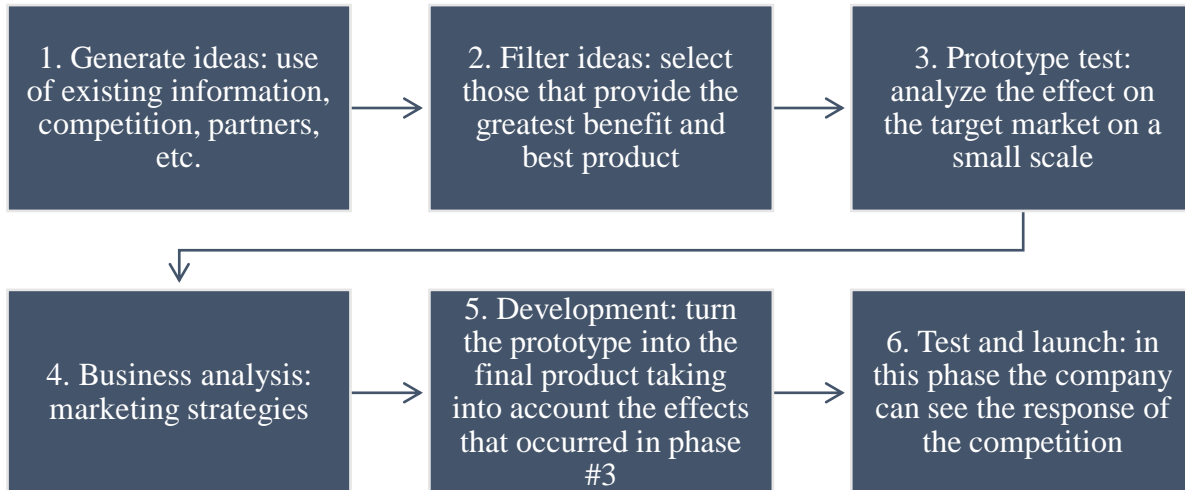 1. Generate ideas: use
of existing information,
competition, partners,
etc.
2. Filter ideas: select
those that provide the
greatest benefit and
best product
3. Prototype test:
analyze the effect on
the target market on a
small scale
4. Business analysis:
marketing strategies
5. Development: turn
the prototype into the
final product taking
into account the effects
that occurred in phase
#3
6. Test and launch: in
this phase the company
can see the response of
the competition